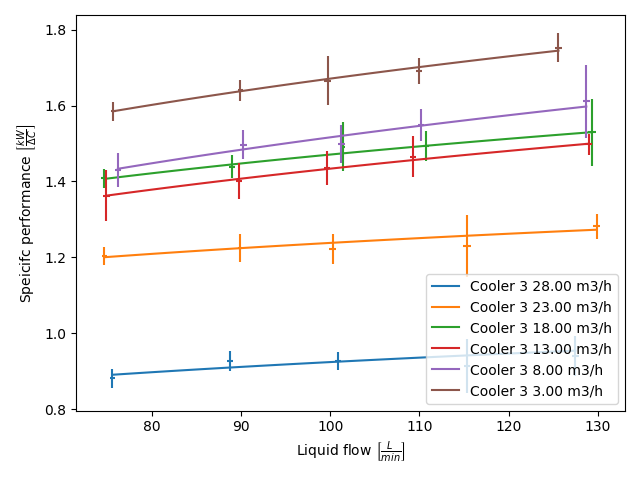 1.8
1.6
1.4
1.2
1.0
0.8
Speicifc performance [kW/ΔC]
Cooler 3 28.00 m3/h
Cooler 3 23.00 m3/h
Cooler 3 18.00 m3/h
Cooler 3 13.00 m3/h
Cooler 3 8.00 m3/h
Cooler 3 3.00 m3/h
80 90 100 110 120 130
Liquid flow [L/min]